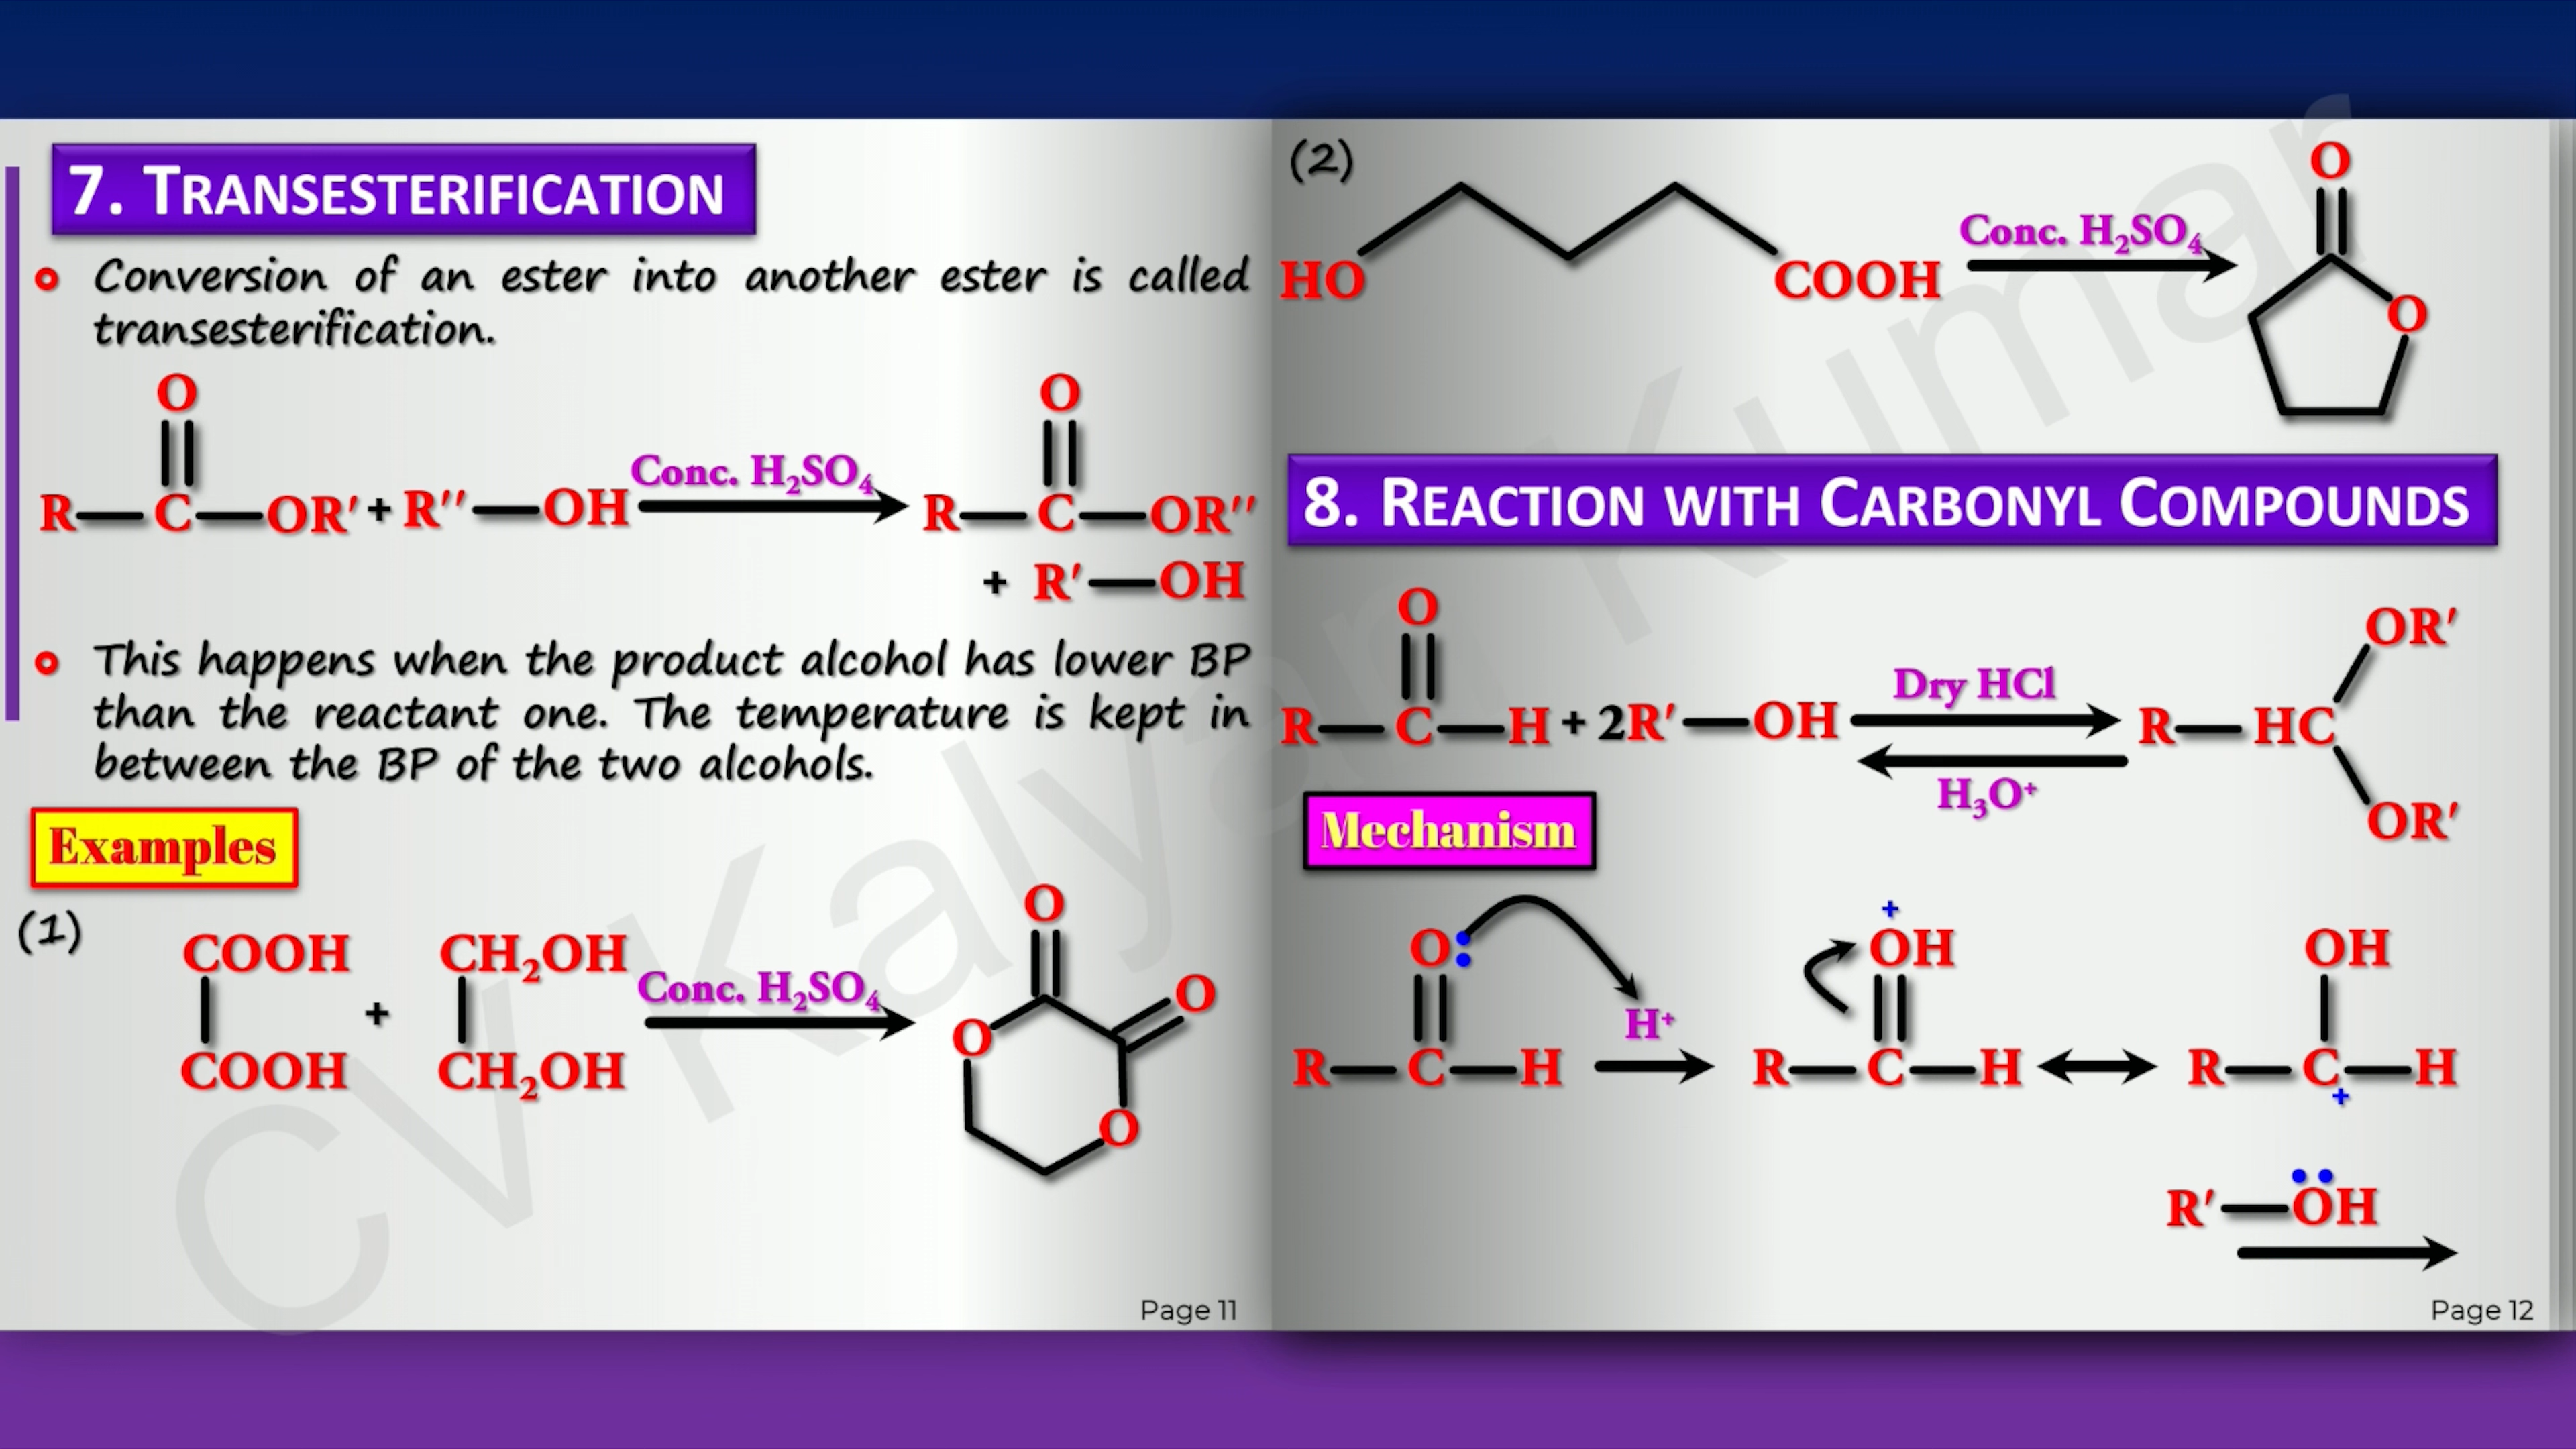 7. TRANSESTERIFICATION
Conversion of an ester into another ester is called
transesterification.
O
R C OR′ + R′′ OH
Conc. H₂SO₄
O
R C OR′′
+ R′ OH
This happens when the product alcohol has lower BP
than the reactant one. The temperature is kept in
between the BP of the two alcohols.
Examples
(1)
COOH
COOH
+
CH₂OH
CH₂OH
Conc. H₂SO₄
O
O
O
O
Page 11
(2)
HO
COOH
Conc. H₂SO₄
O
O
8. REACTION WITH CARBONYL COMPOUNDS
O
R C H + 2R′ OH
Dry HCl
H₃O⁺
OR′
R HC
OR′
Mechanism
O:
R C H
H⁺
+
OH
R C H
OH
R C H
+
R′ OH
Page 12
CV Kalyan Kumar